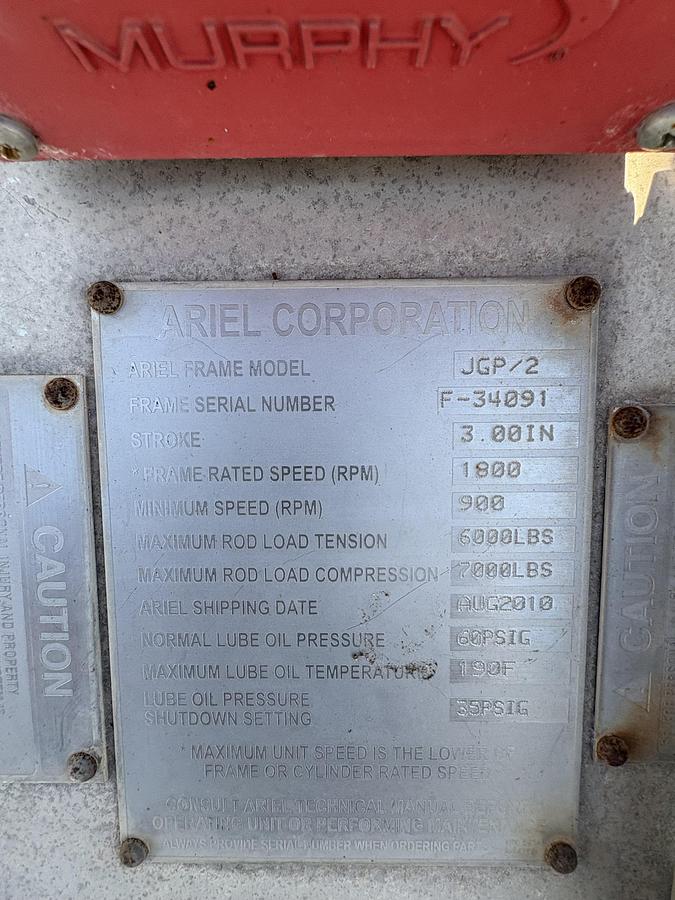 MURPHY
ARIEL CORPORATION
ARIEL FRAME MODEL JGP/2
FRAME SERIAL NUMBER F-34091
STROKE 3.00IN
*FRAME RATED SPEED (RPM) 1800
MINIMUM SPEED (RPM) 900
MAXIMUM ROD LOAD TENSION 6000LBS
MAXIMUM ROD LOAD COMPRESSION 7000LBS
ARIEL SHIPPING DATE AUG2010
NORMAL LUBE OIL PRESSURE 60PSIG
MAXIMUM LUBE OIL TEMPERATURE 190F
LUBE OIL PRESSURE
SHUTDOWN SETTING 35PSIG
* MAXIMUM UNIT SPEED IS THE LOWER OF
FRAME OR CYLINDER RATED SPEED
CONSULT ARIEL TECHNICAL MANUAL BEFORE
OPERATING UNIT OR PERFORMING MAINTENANCE
ALWAYS PROVIDE SERIAL NUMBER WHEN ORDERING PARTS
CAUTION
AND PROPERTY
CAUTION